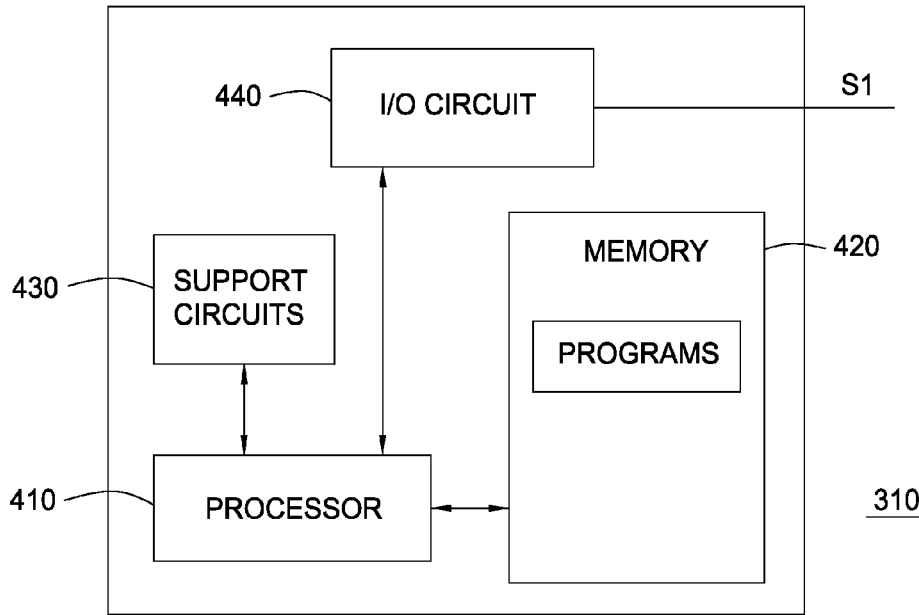 S1
440
I/O CIRCUIT
MEMORY
420
430
SUPPORT
CIRCUITS
PROGRAMS
410
PROCESSOR
310